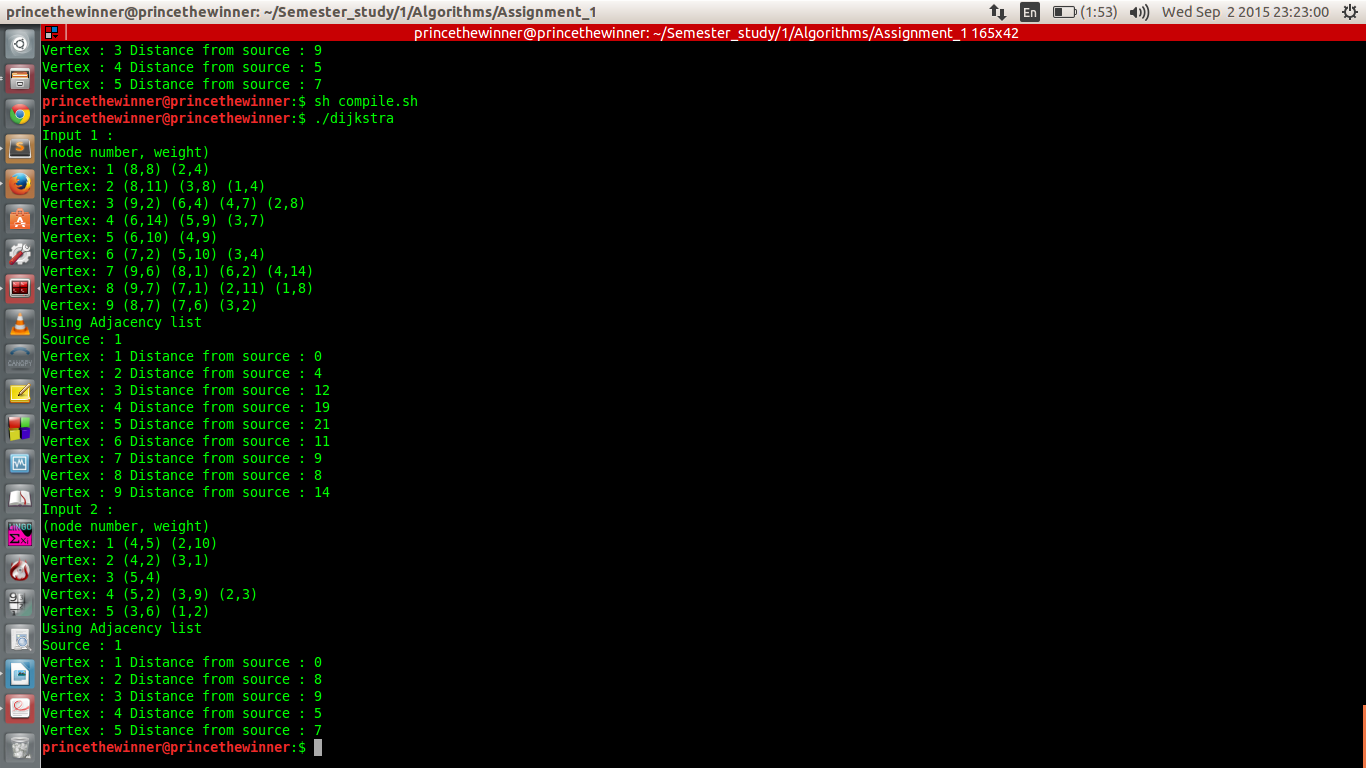 princethewinner@princethewinner: ~/Semester_study/1/Algorithms/Assignment_1 En (1:53) Wed Sep 2 2015 23:23:00
princethewinner@princethewinner: ~/Semester_study/1/Algorithms/Assignment_1 165x42
Vertex : 3 Distance from source : 9
Vertex : 4 Distance from source : 5
Vertex : 5 Distance from source : 7
princethewinner@princethewinner:$ sh compile.sh
princethewinner@princethewinner:$ ./dijkstra
Input 1 :
(node number, weight)
Vertex: 1 (8,8) (2,4)
Vertex: 2 (8,11) (3,8) (1,4)
Vertex: 3 (9,2) (6,4) (4,7) (2,8)
Vertex: 4 (6,14) (5,9) (3,7)
Vertex: 5 (6,10) (4,9)
Vertex: 6 (7,2) (5,10) (3,4)
Vertex: 7 (9,6) (8,1) (6,2) (4,14)
Vertex: 8 (9,7) (7,1) (2,11) (1,8)
Vertex: 9 (8,7) (7,6) (3,2)
Using Adjacency list
Source : 1
Vertex : 1 Distance from source : 0
Vertex : 2 Distance from source : 4
Vertex : 3 Distance from source : 12
Vertex : 4 Distance from source : 19
Vertex : 5 Distance from source : 21
Vertex : 6 Distance from source : 11
Vertex : 7 Distance from source : 9
Vertex : 8 Distance from source : 8
Vertex : 9 Distance from source : 14
Input 2 :
(node number, weight)
Vertex: 1 (4,5) (2,10)
Vertex: 2 (4,2) (3,1)
Vertex: 3 (5,4)
Vertex: 4 (5,2) (3,9) (2,3)
Vertex: 5 (3,6) (1,2)
Using Adjacency list
Source : 1
Vertex : 1 Distance from source : 0
Vertex : 2 Distance from source : 8
Vertex : 3 Distance from source : 9
Vertex : 4 Distance from source : 5
Vertex : 5 Distance from source : 7
princethewinner@princethewinner:$
CANOPY
LINGO